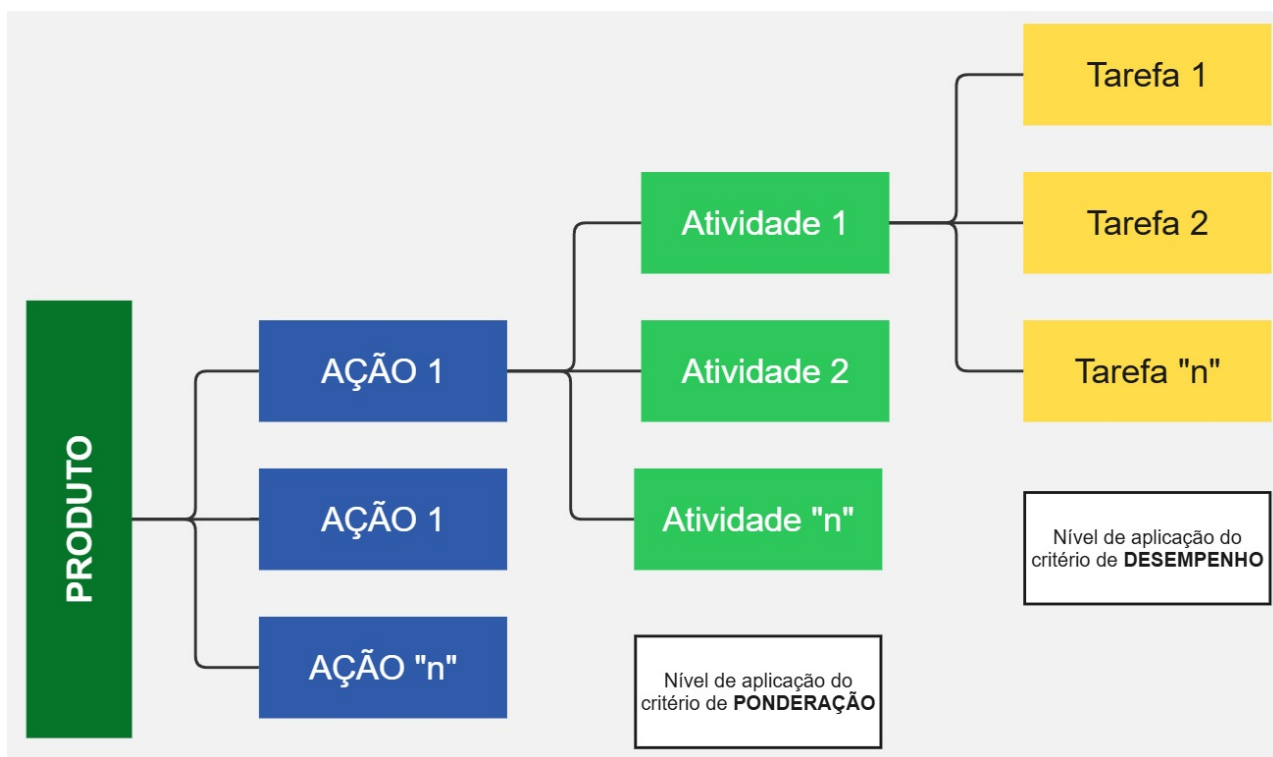 PRODUTO
AÇÃO 1
AÇÃO 1
AÇÃO "n"
Atividade 1
Atividade 2
Atividade "n"
Nível de aplicação do
critério de PONDERAÇÃO
Tarefa 1
Tarefa 2
Tarefa "n"
Nível de aplicação do
critério de DESEMPENHO